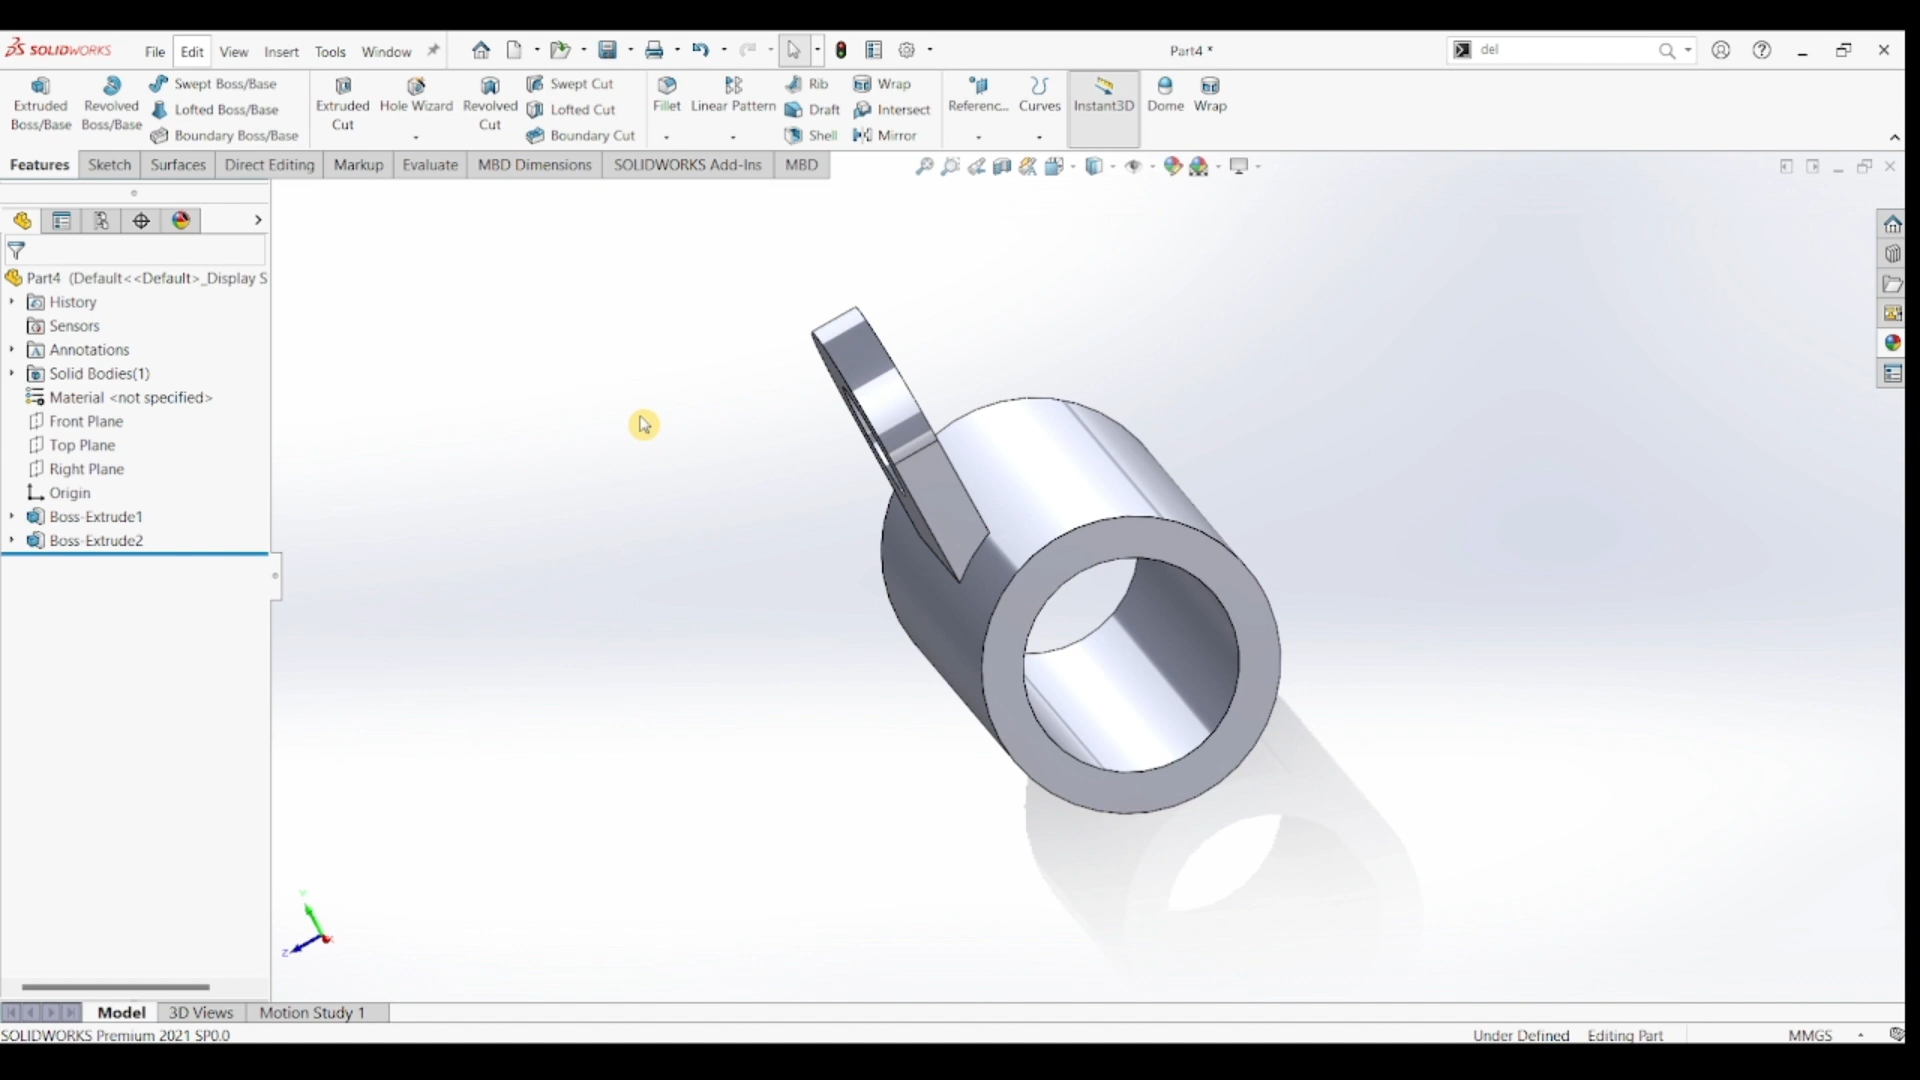 SOLIDWORKS File Edit View Insert Tools Window Part4 * del
Extruded Boss/Base
Revolved Boss/Base
Swept Boss/Base
Lofted Boss/Base
Boundary Boss/Base
Extruded Cut
Hole Wizard
Revolved Cut
Swept Cut
Lofted Cut
Boundary Cut
Fillet
Linear Pattern
Rib
Draft
Shell
Wrap
Intersect
Mirror
Referenc...
Curves
Instant3D
Dome
Wrap
Features Sketch Surfaces Direct Editing Markup Evaluate MBD Dimensions SOLIDWORKS Add-Ins MBD
Part4 (Default<<Default>_Display S
History
Sensors
Annotations
Solid Bodies(1)
Material <not specified>
Front Plane
Top Plane
Right Plane
Origin
Boss-Extrude1
Boss-Extrude2
Y
Z
Model 3D Views Motion Study 1
SOLIDWORKS Premium 2021 SP0.0 Under Defined Editing Part MMGS